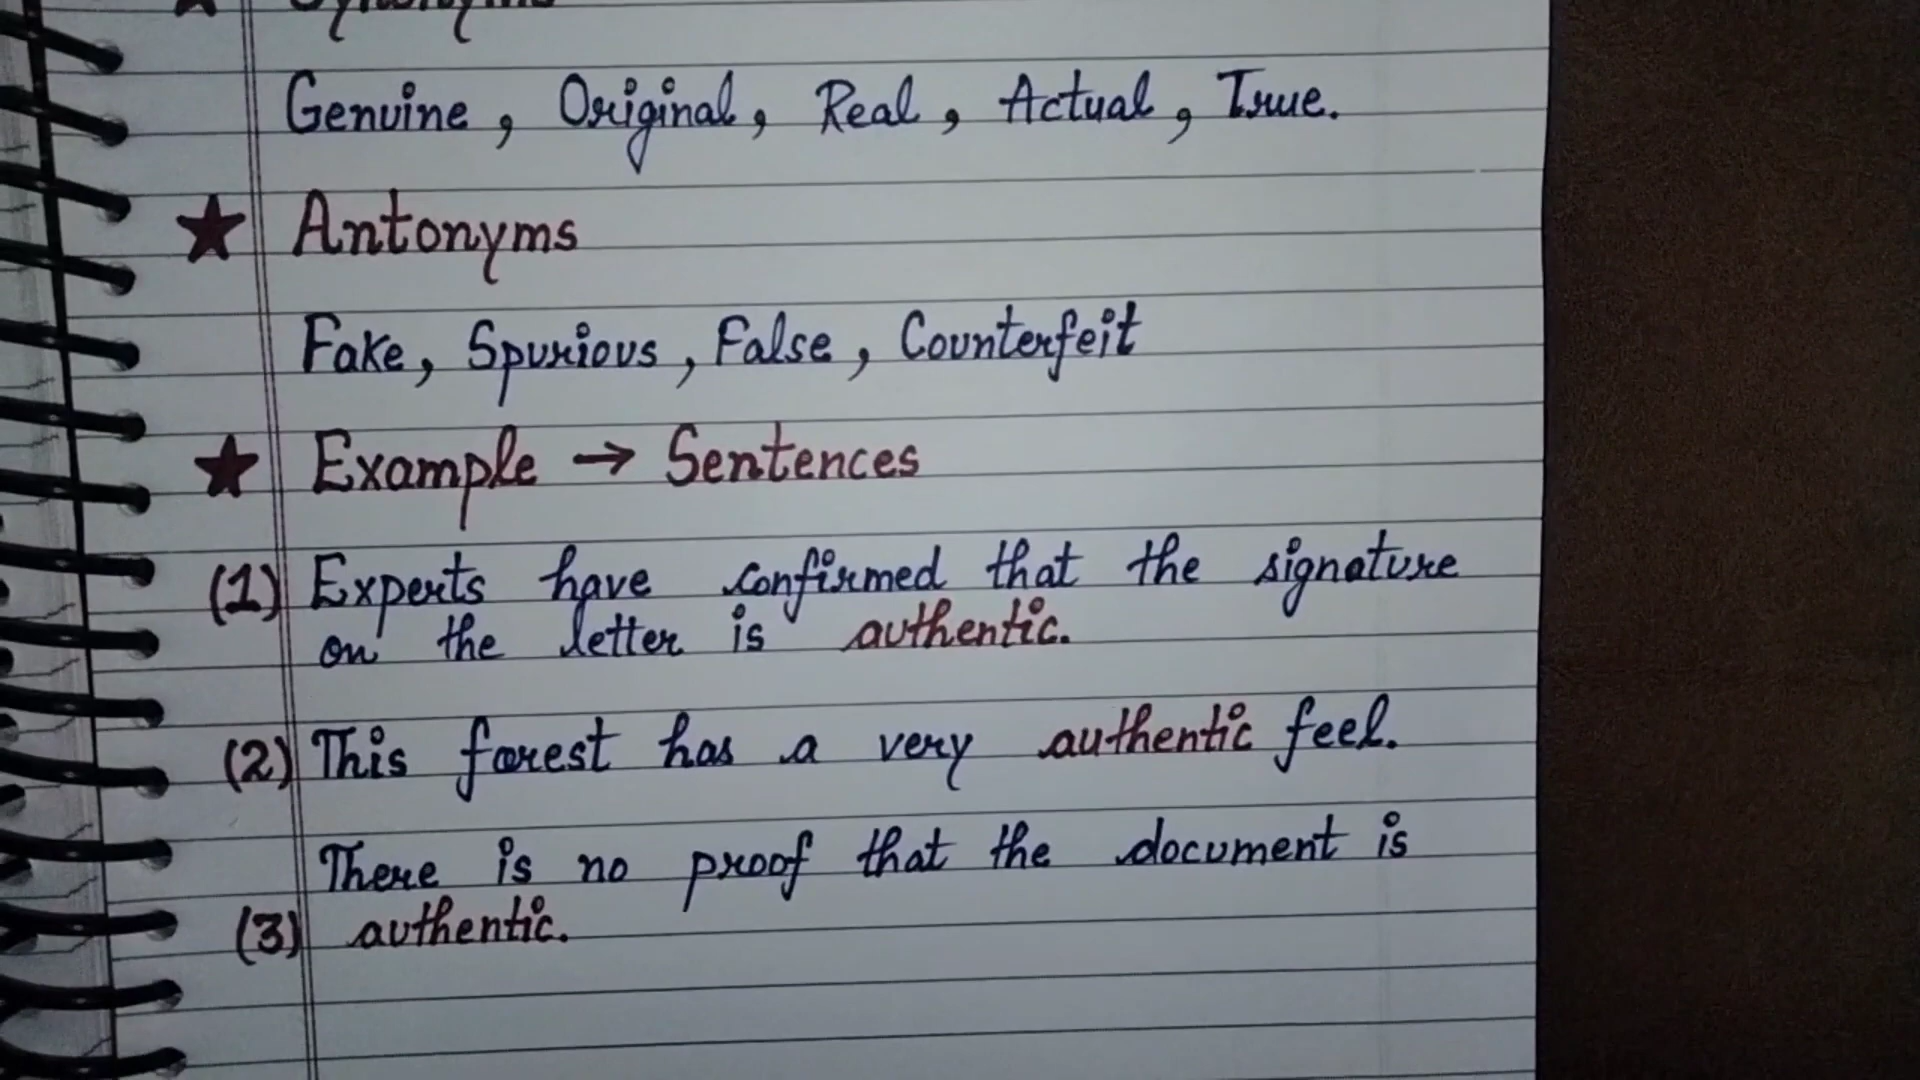 ★ Synonyms
Genuine, Original, Real, Actual, True.
★ Antonyms
Fake, Spurious, False, Counterfeit
★ Example → Sentences
(1) Experts have confirmed that the signature
on the letter is authentic.
(2) This forest has a very authentic feel.
There is no proof that the document is
(3) authentic.